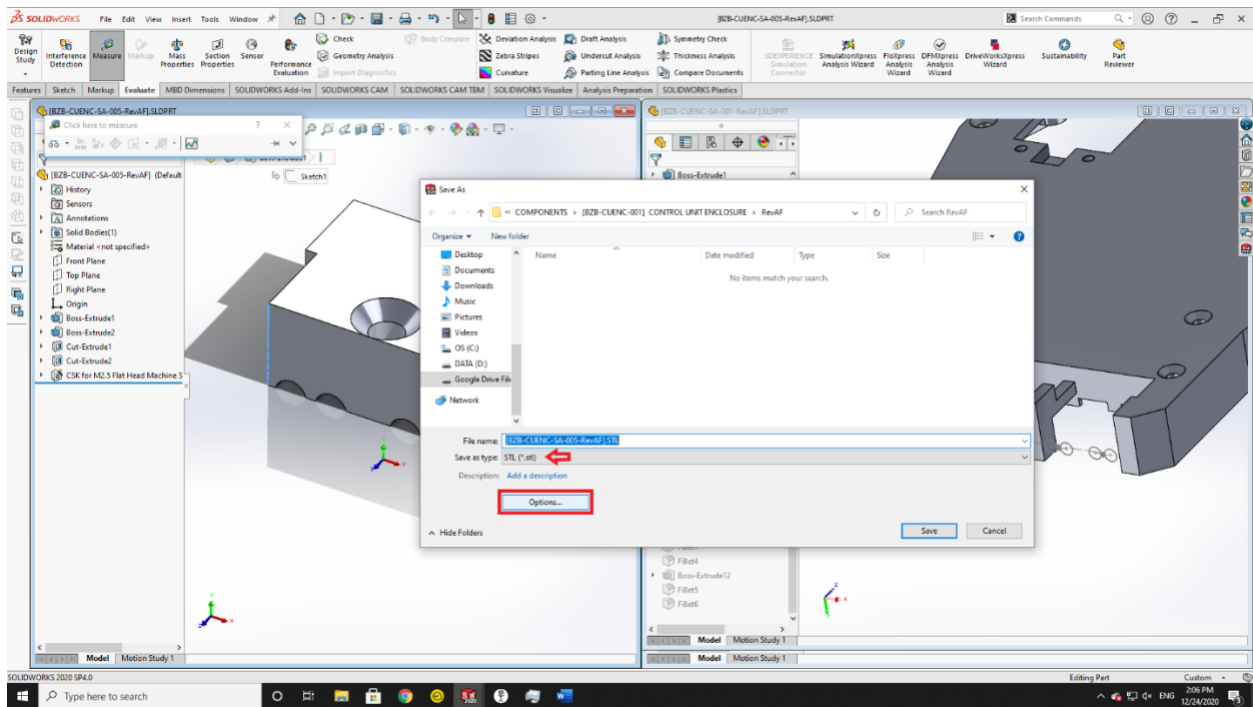 SOLIDWORKS File Edit View Insert Tools Window
[BZB-CUENC-SA-005-RevAF].SLDPRT
Search Commands
Design Study
Interference Detection
Measure
Markup
Mass Properties
Section Properties
Sensor
Performance Evaluation
Check
Geometry Analysis
Import Diagnostics
Body Compare
Deviation Analysis
Zebra Stripes
Curvature
Draft Analysis
Undercut Analysis
Parting Line Analysis
Symmetry Check
Thickness Analysis
Compare Documents
3DEXPERIENCE Simulation Connector
SimulationXpress Analysis Wizard
FloXpress Analysis Wizard
DFMXpress Analysis Wizard
DriveWorksXpress Wizard
Sustainability
Part Reviewer
Features Sketch Markup Evaluate MBD Dimensions SOLIDWORKS Add-Ins SOLIDWORKS CAM SOLIDWORKS CAM TBM SOLIDWORKS Visualize Analysis Preparation SOLIDWORKS Plastics
[BZB-CUENC-SA-005-RevAF].SLDPRT
[BZB-CUENC-SA-001-RevAF].SLDPRT
Click here to measure
Sketch1
[BZB-CUENC-SA-005-RevAF] (Default
History
Sensors
Annotations
Solid Bodies(1)
Material <not specified>
Front Plane
Top Plane
Right Plane
Origin
Boss-Extrude1
Boss-Extrude2
Cut-Extrude1
Cut-Extrude2
CSK for M2.5 Flat Head Machine S
Boss-Extrude1
Save As
« COMPONENTS › [BZB-CUENC-001] CONTROL UNIT ENCLOSURE › RevAF
Search RevAF
Organize New folder
Desktop
Documents
Downloads
Music
Pictures
Videos
OS (C:)
DATA (D:)
Google Drive File
Network
Name Date modified Type Size
No items match your search.
File name: [BZB-CUENC-SA-005-RevAF].STL
Save as type: STL (*.stl)
Description: Add a description
Options...
Hide Folders
Save Cancel
Fillet4
Boss-Extrude12
Fillet5
Fillet6
Model Motion Study 1
Model Motion Study 1
Model Motion Study 1
SOLIDWORKS 2020 SP4.0
Editing Part Custom
Type here to search
ENG
2:06 PM
12/24/2020